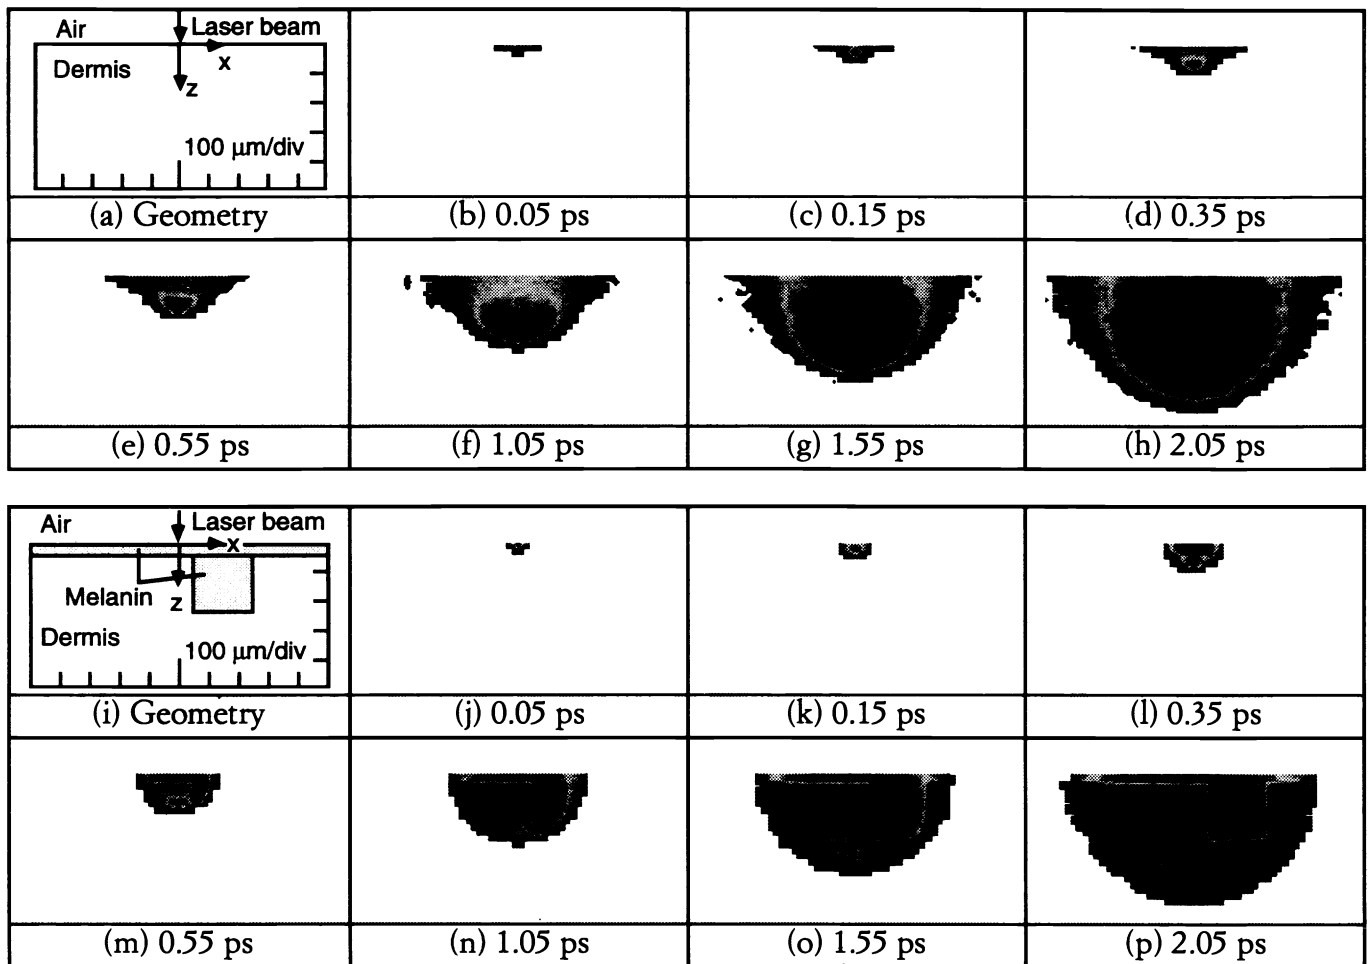 Air
Laser beam
x
Dermis
z
100 μm/div
(a) Geometry
(b) 0.05 ps
(c) 0.15 ps
(d) 0.35 ps
(e) 0.55 ps
(f) 1.05 ps
(g) 1.55 ps
(h) 2.05 ps
Air
Laser beam
x
Melanin
z
Dermis
100 μm/div
(i) Geometry
(j) 0.05 ps
(k) 0.15 ps
(l) 0.35 ps
(m) 0.55 ps
(n) 1.05 ps
(o) 1.55 ps
(p) 2.05 ps